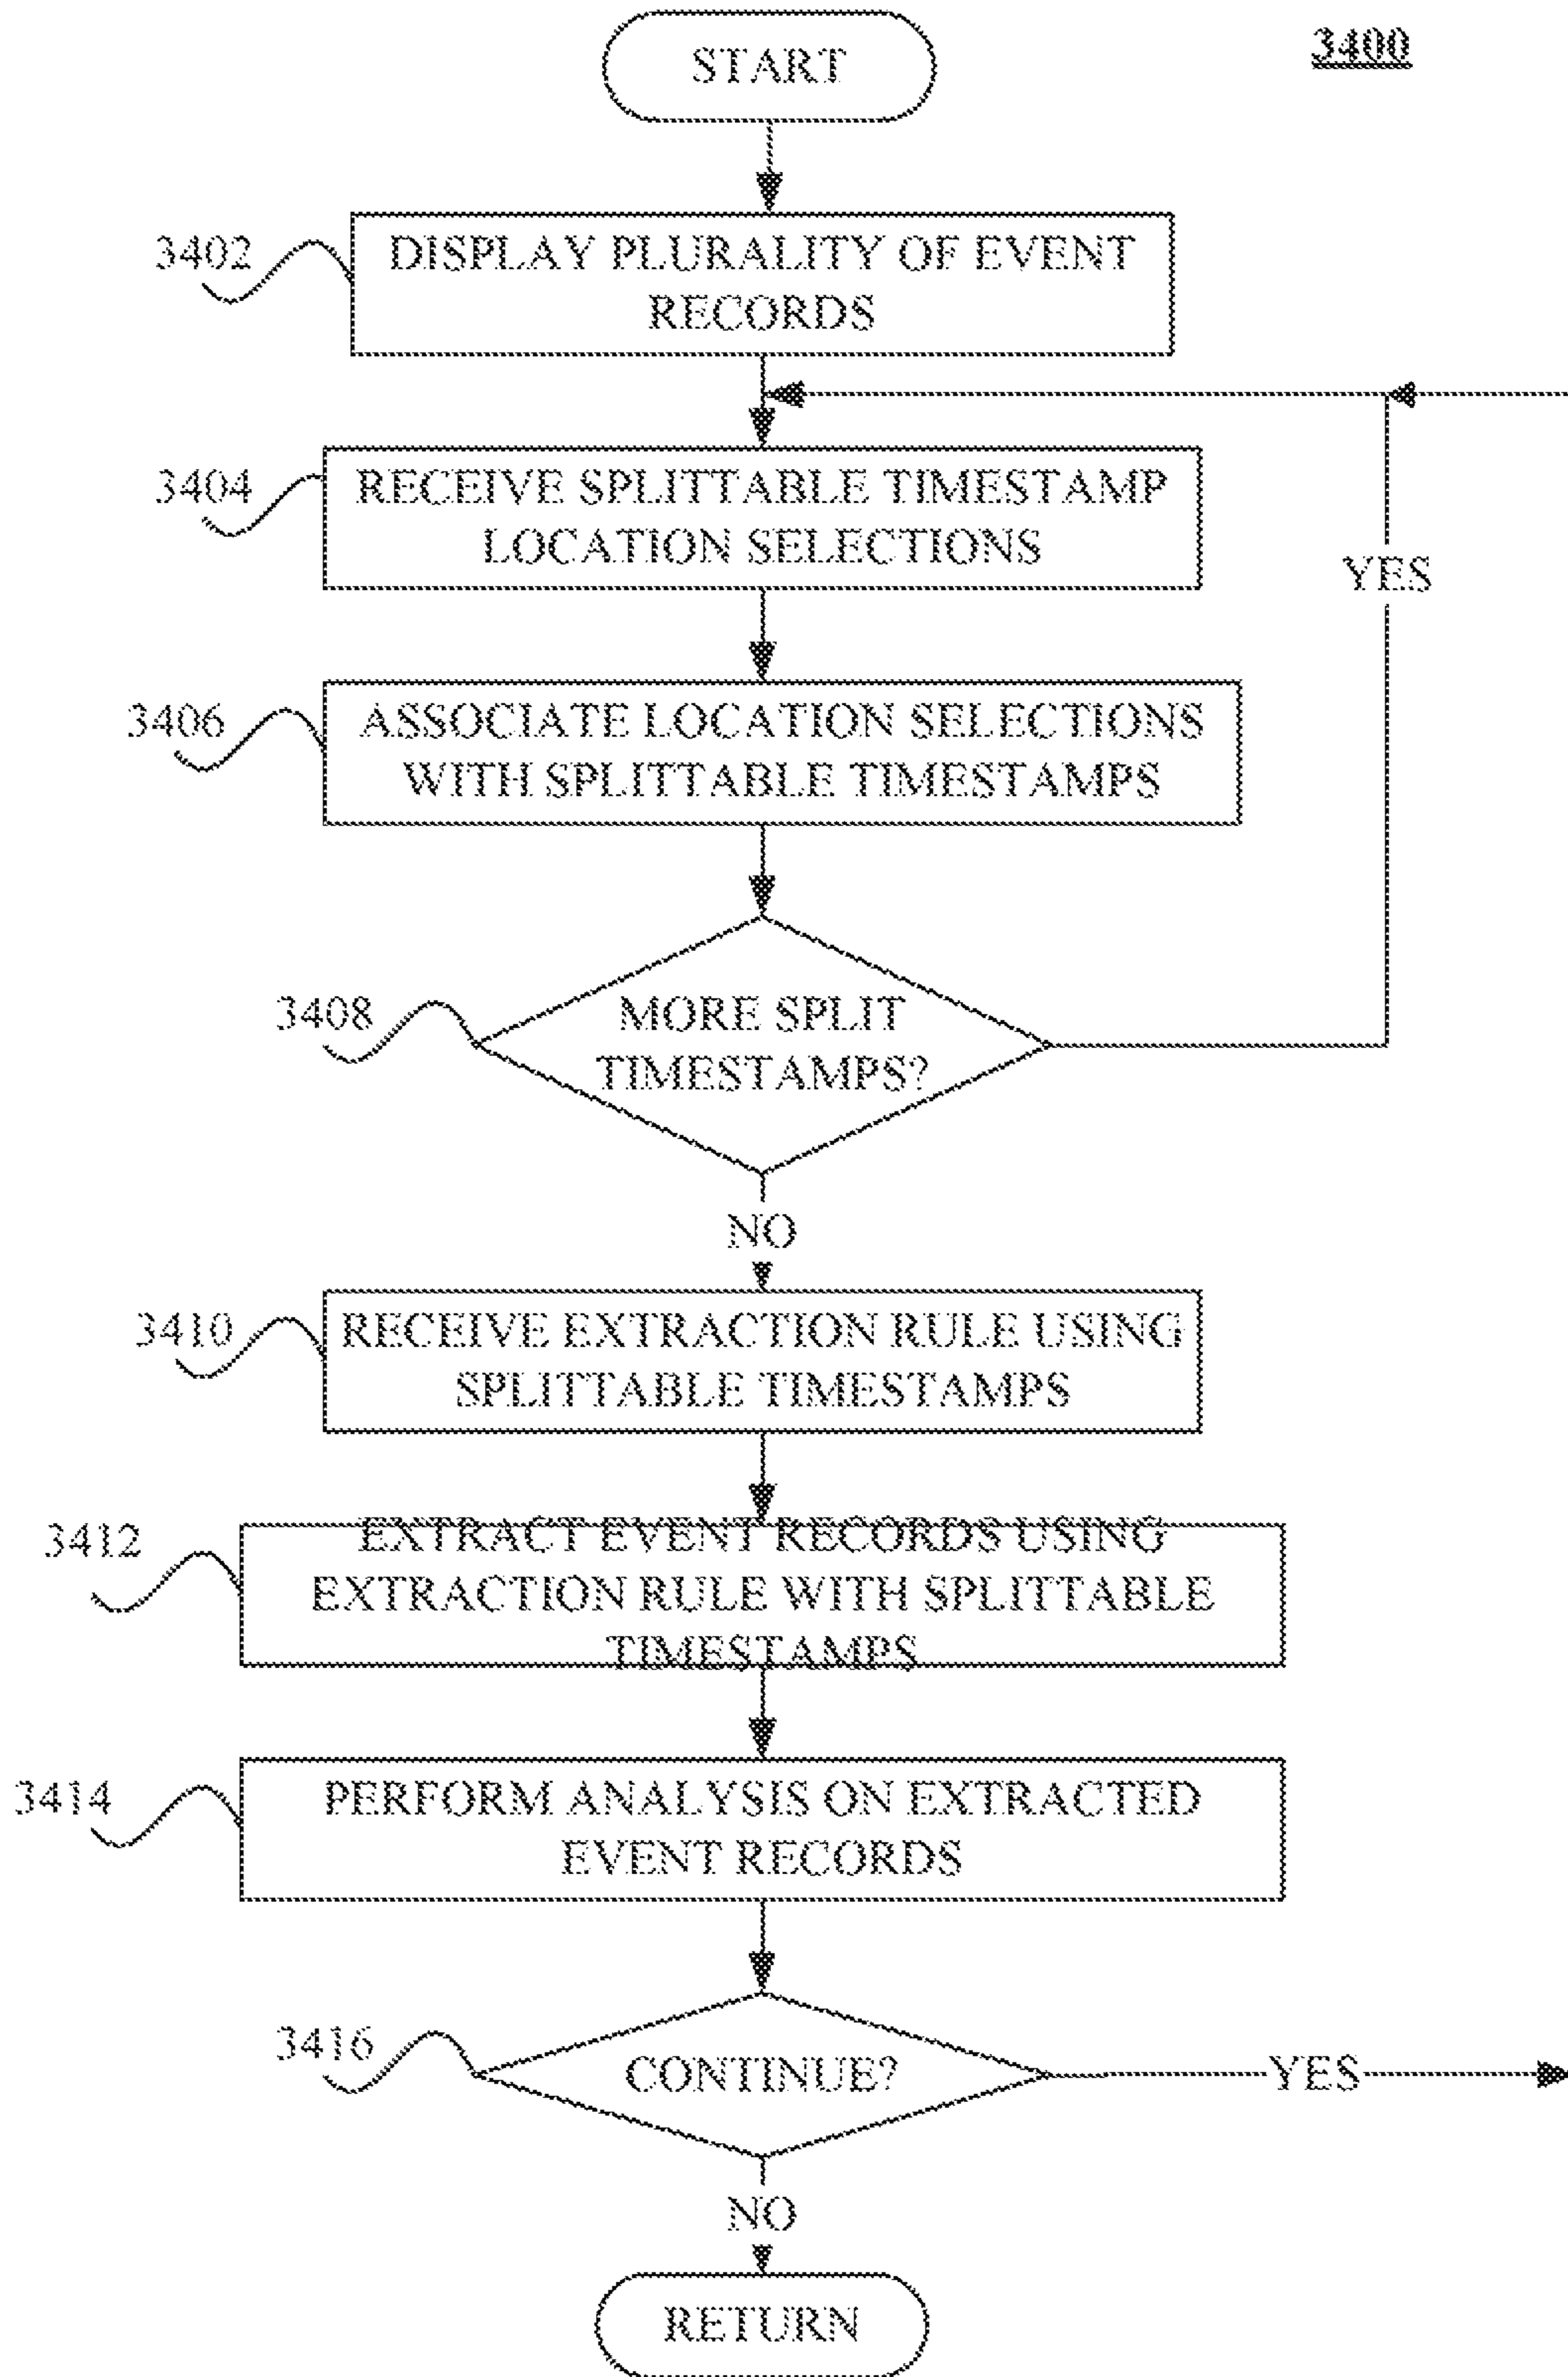 START
3400
3402
DISPLAY PLURALITY OF EVENT
RECORDS
3404
RECEIVE SPLITTABLE TIMESTAMP
LOCATION SELECTIONS
YES
3406
ASSOCIATE LOCATION SELECTIONS
WITH SPLITTABLE TIMESTAMPS
3408
MORE SPLIT
TIMESTAMPS?
NO
3410
RECEIVE EXTRACTION RULE USING
SPLITTABLE TIMESTAMPS
3412
EXTRACT EVENT RECORDS USING
EXTRACTION RULE WITH SPLITTABLE
TIMESTAMPS
3414
PERFORM ANALYSIS ON EXTRACTED
EVENT RECORDS
3416
CONTINUE?
YES
NO
RETURN